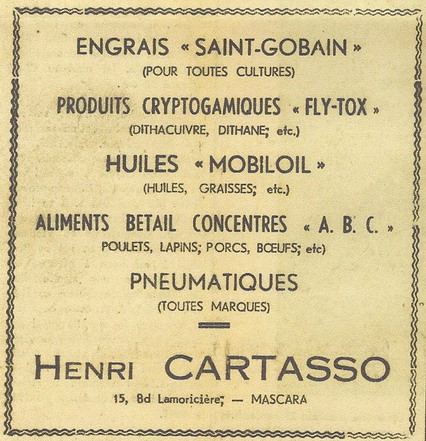 ENGRAIS « SAINT-GOBAIN »
(POUR TOUTES CULTURES)
PRODUITS CRYPTOGAMIQUES « FLY-TOX »
(DITHACUIVRE, DITHANE; etc.)
HUILES « MOBILOIL »
(HUILES, GRAISSES; etc.)
ALIMENTS BETAIL CONCENTRES « A. B. C. »
POULETS, LAPINS; PORCS, BŒUFS; etc)
PNEUMATIQUES
(TOUTES MARQUES)
HENRI CARTASSO
15, Bd Lamoricière; — MASCARA